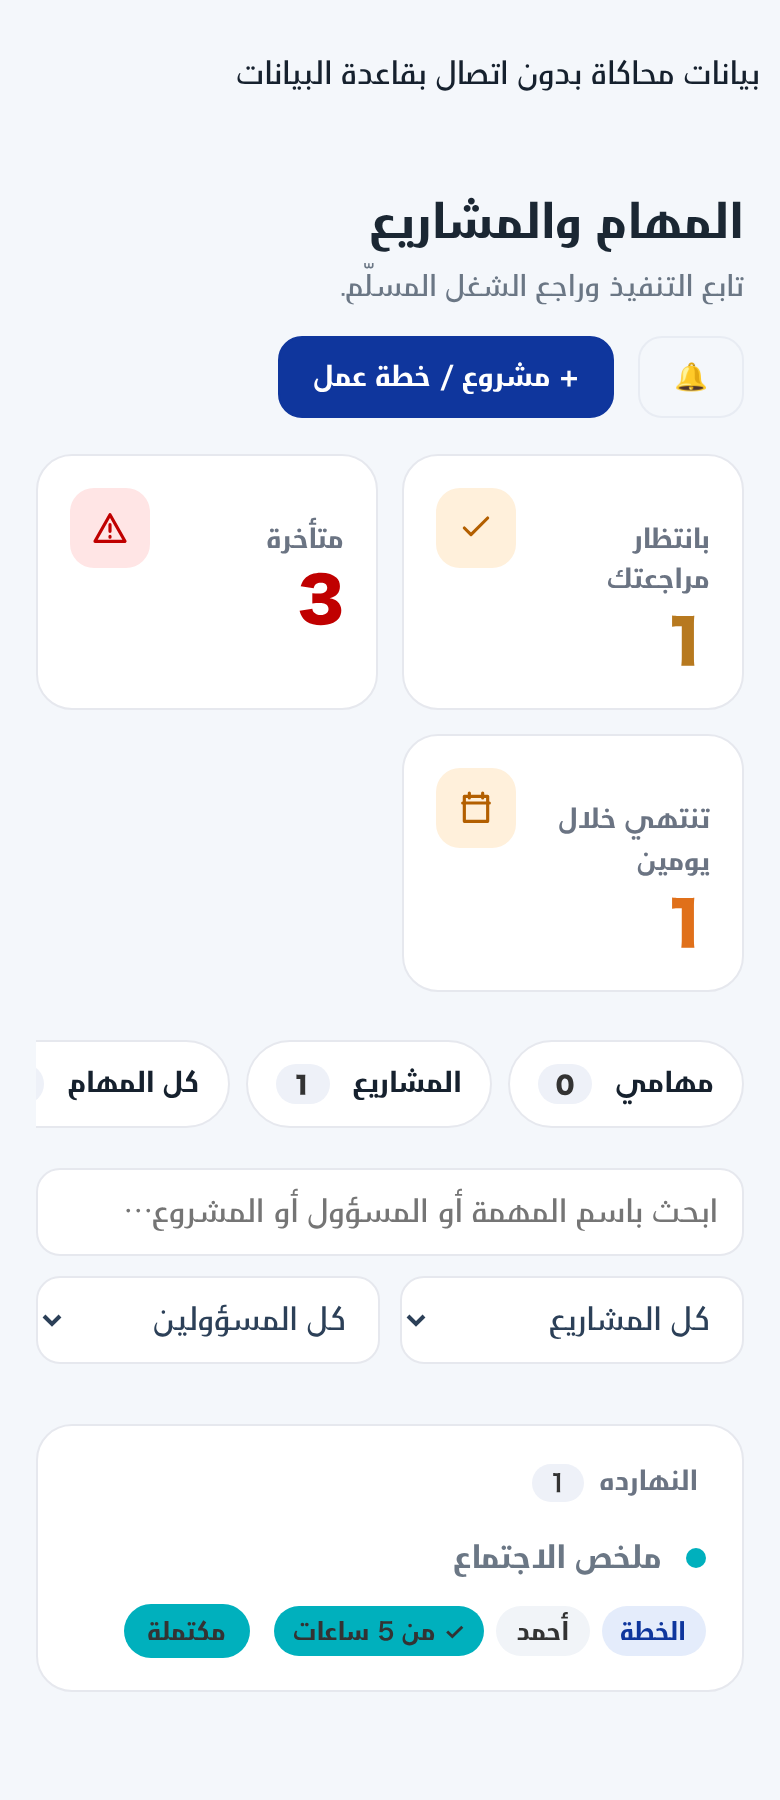 بيانات محاكاة بدون اتصال بقاعدة البيانات
المهام والمشاريع
تابع التنفيذ وراجع الشغل المسلّم.
+ مشروع / خطة عمل
بانتظار
مراجعتك
1
متأخرة
3
تنتهي خلال
يومين
1
مهامي 0
المشاريع 1
كل المهام
ابحث باسم المهمة أو المسؤول أو المشروع…
كل المشاريع
كل المسؤولين
النهارده 1
ملخص الاجتماع
الخطة
أحمد
✓ من 5 ساعات
مكتملة